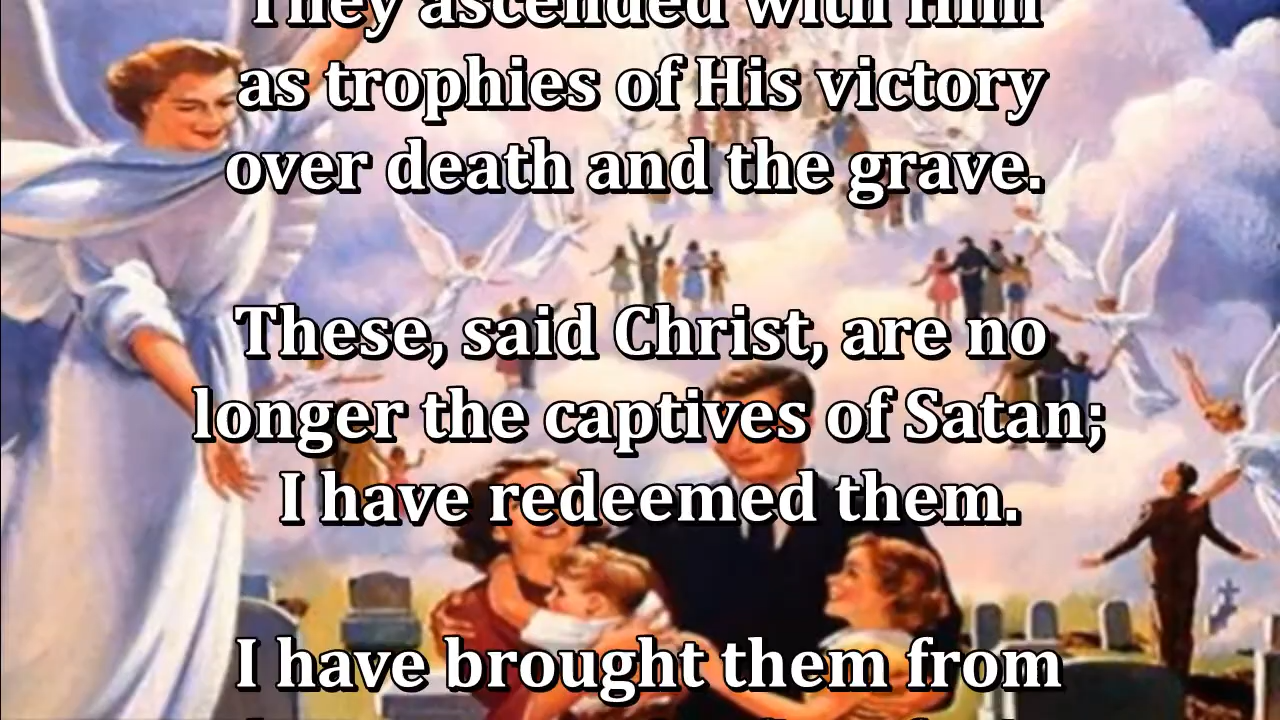 They ascended with Him
as trophies of His victory
over death and the grave.
These, said Christ, are no
longer the captives of Satan;
I have redeemed them.
I have brought them from